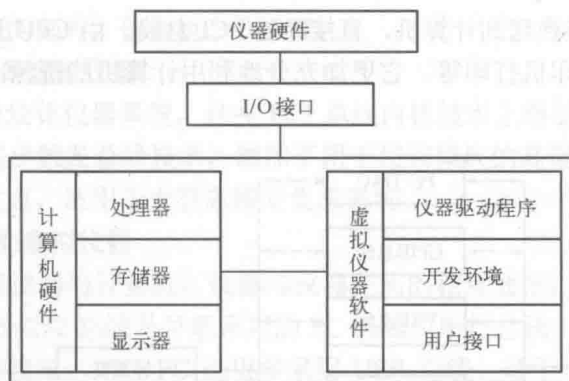 仪器硬件
I/O接口
计算机硬件
处理器
存储器
显示器
虚拟仪器软件
仪器驱动程序
开发环境
用户接口